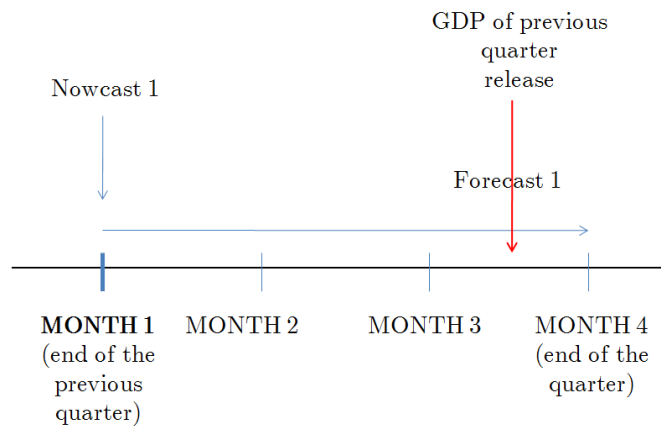 GDP of previous
quarter
release
Nowcast 1
Forecast 1
MONTH 1
(end of the
previous
quarter)
MONTH 2
MONTH 3
MONTH 4
(end of the
quarter)